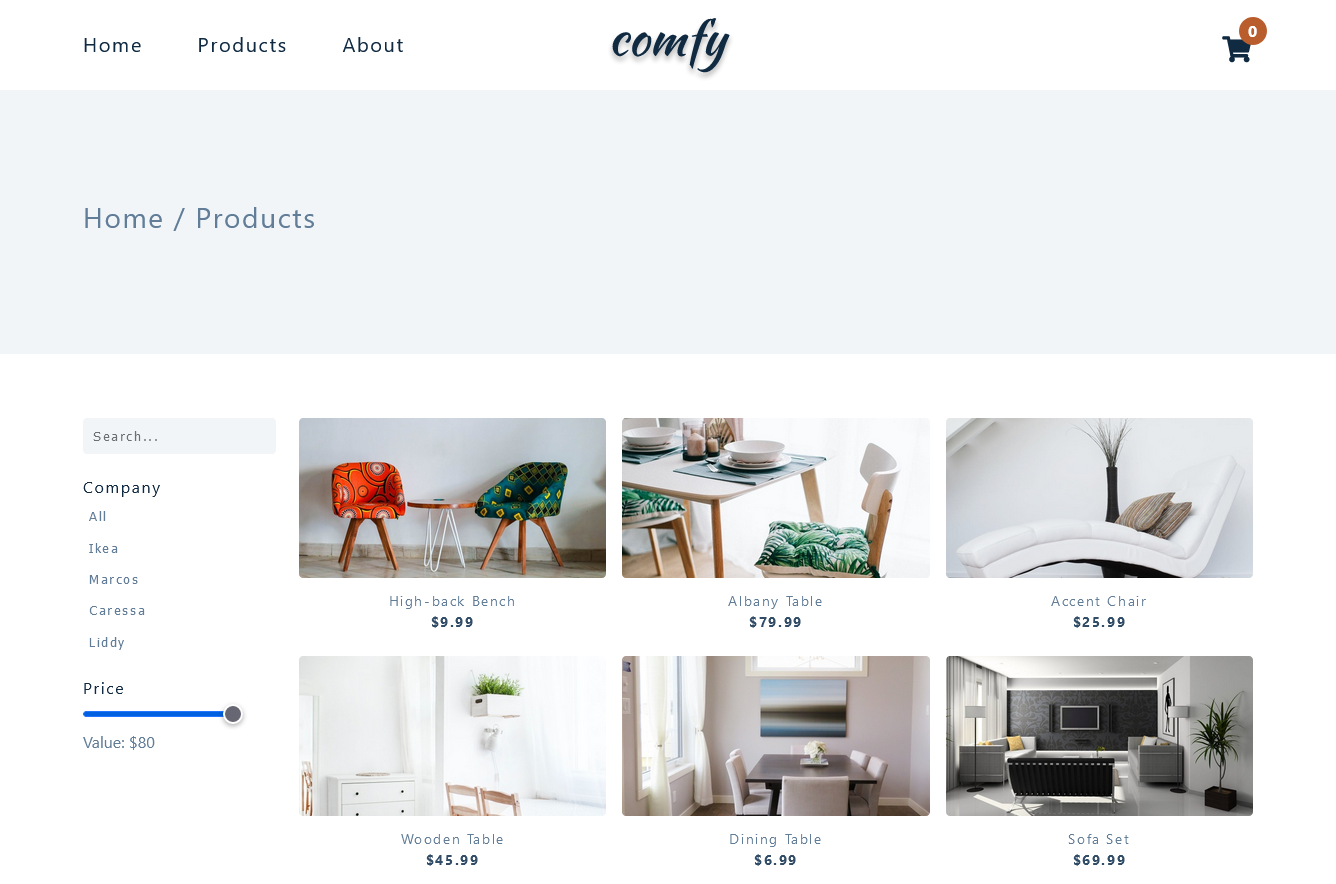 Home Products About comfy 0
Home / Products
Search...
Company
All
Ikea
Marcos
Caressa
Liddy
Price
Value: $80
High-back Bench
$9.99
Albany Table
$79.99
Accent Chair
$25.99
Wooden Table
$45.99
Dining Table
$6.99
Sofa Set
$69.99